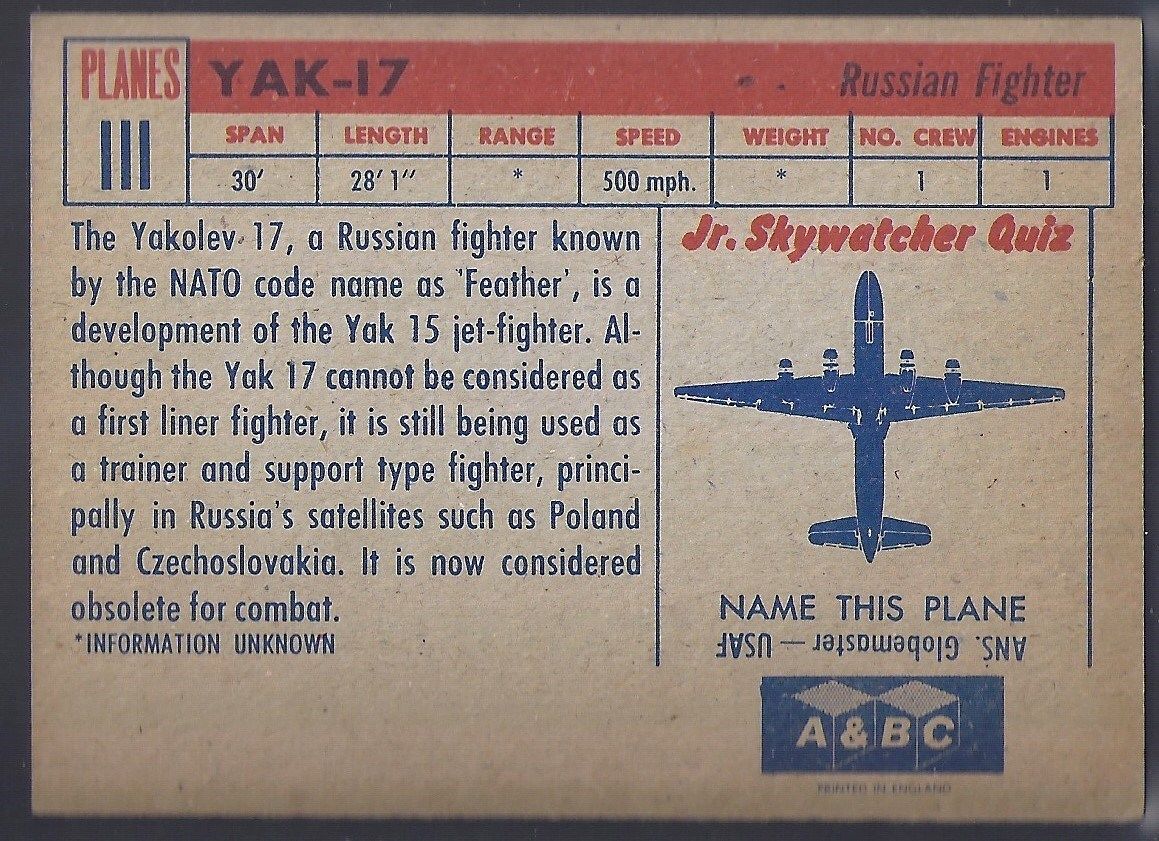 PLANES
111
YAK-17
Russian Fighter
SPAN LENGTH RANGE SPEED WEIGHT NO. CREW ENGINES
30′ 28′ 1″ * 500 mph. * 1 1
The Yakolev 17, a Russian fighter known
by the NATO code name as 'Feather', is a
development of the Yak 15 jet-fighter. Al-
though the Yak 17 cannot be considered as
a first liner fighter, it is still being used as
a trainer and support type fighter, princi-
pally in Russia's satellites such as Poland
and Czechoslovakia. It is now considered
obsolete for combat.
*INFORMATION UNKNOWN
Jr. Skywatcher Quiz
NAME THIS PLANE
ANS. Globemaster — USAF
A & B C
PRINTED IN ENGLAND